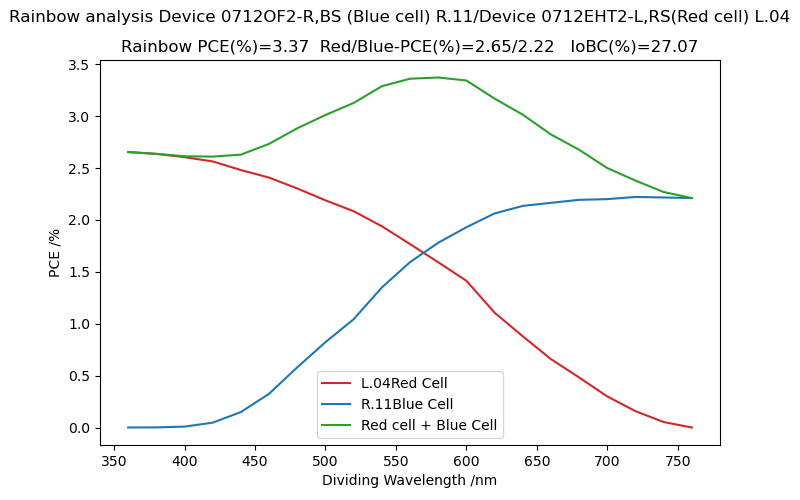 Rainbow analysis Device 0712OF2-R,BS (Blue cell) R.11/Device 0712EHT2-L,RS(Red cell) L.04
Rainbow PCE(%)=3.37  Red/Blue-PCE(%)=2.65/2.22   IoBC(%)=27.07
3.5
3.0
2.5
2.0
1.5
1.0
0.5
0.0
PCE /%
L.04Red Cell
R.11Blue Cell
Red cell + Blue Cell
350 400 450 500 550 600 650 700 750
Dividing Wavelength /nm